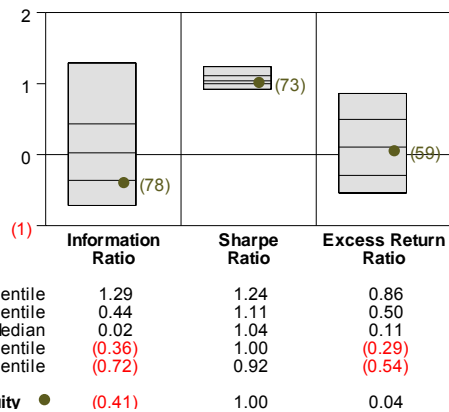 2
1
0
(1)
(78)
(73)
(59)
Information Ratio
Sharpe Ratio
Excess Return Ratio
entile 1.29 1.24 0.86
entile 0.44 1.11 0.50
edian 0.02 1.04 0.11
entile (0.36) 1.00 (0.29)
entile (0.72) 0.92 (0.54)
ity (0.41) 1.00 0.04